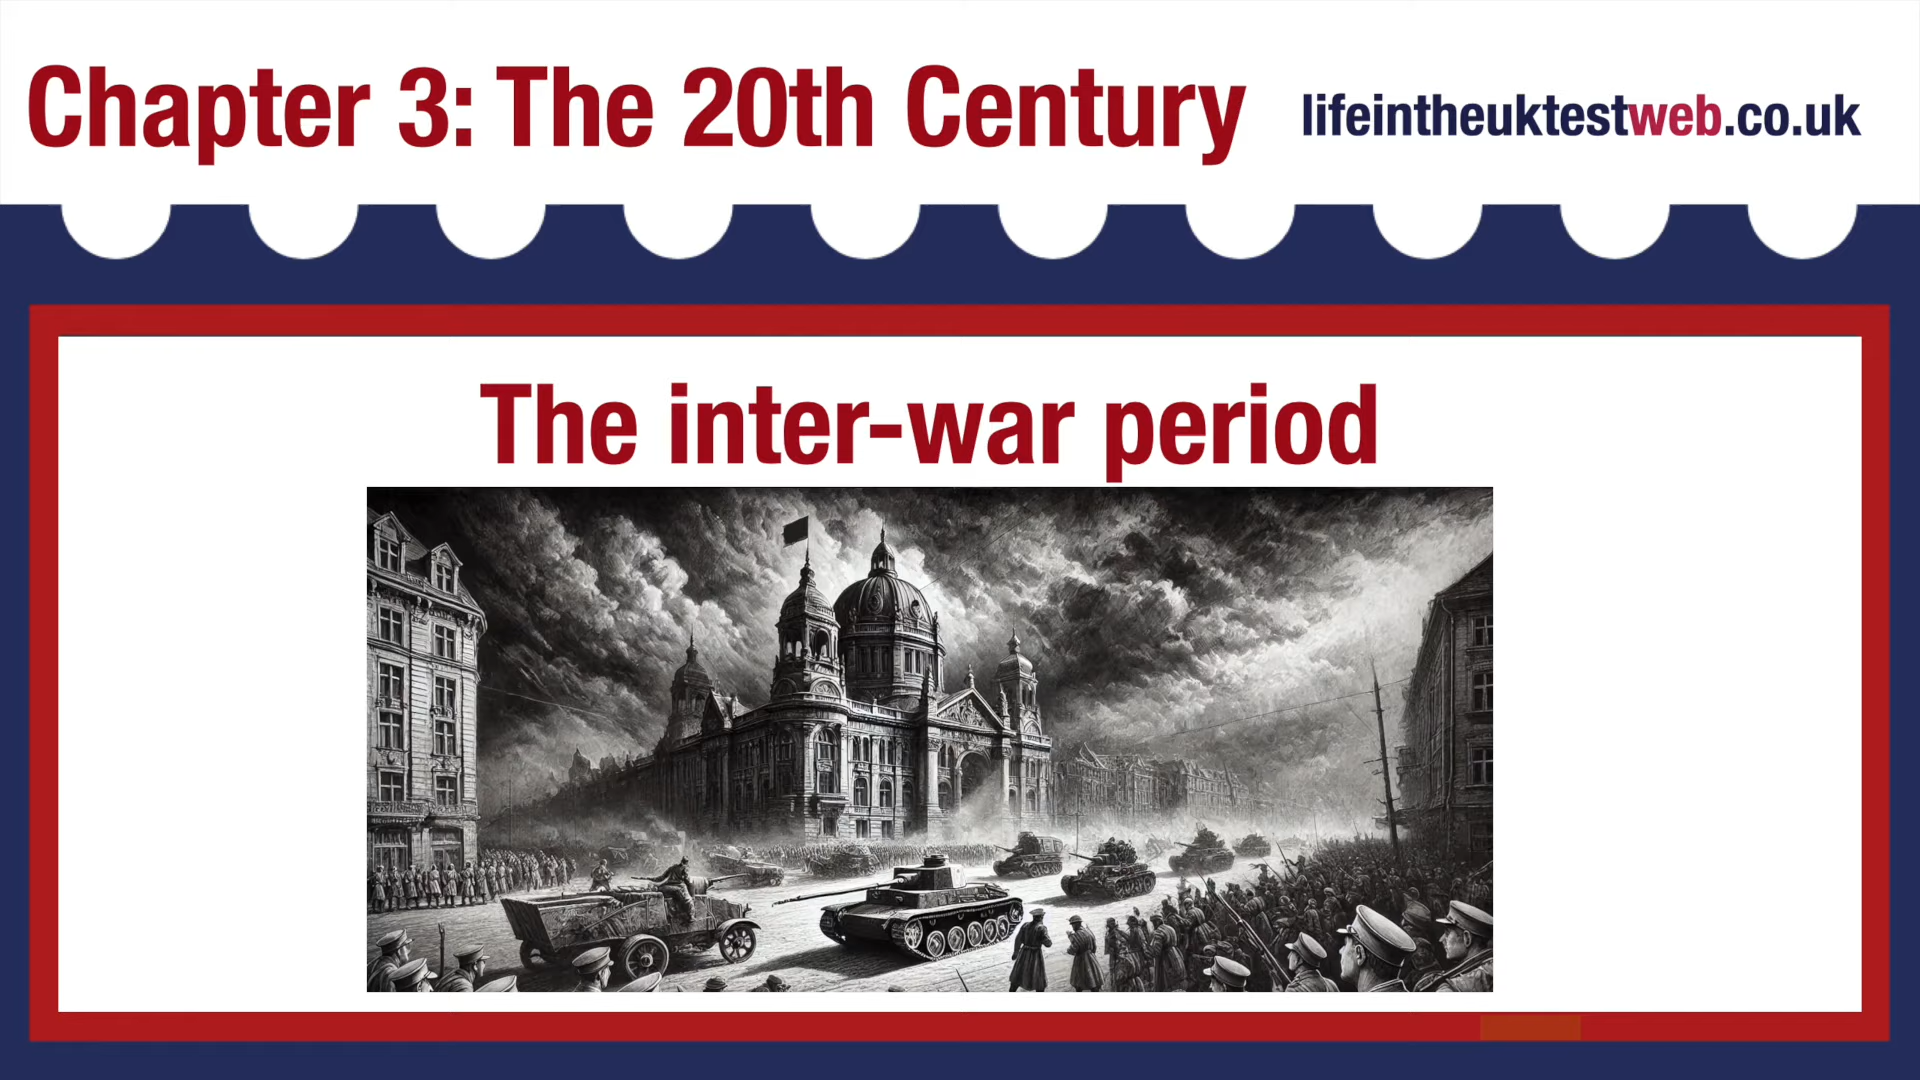 Chapter 3: The 20th Century
lifeintheuktestweb.co.uk
The inter-war period